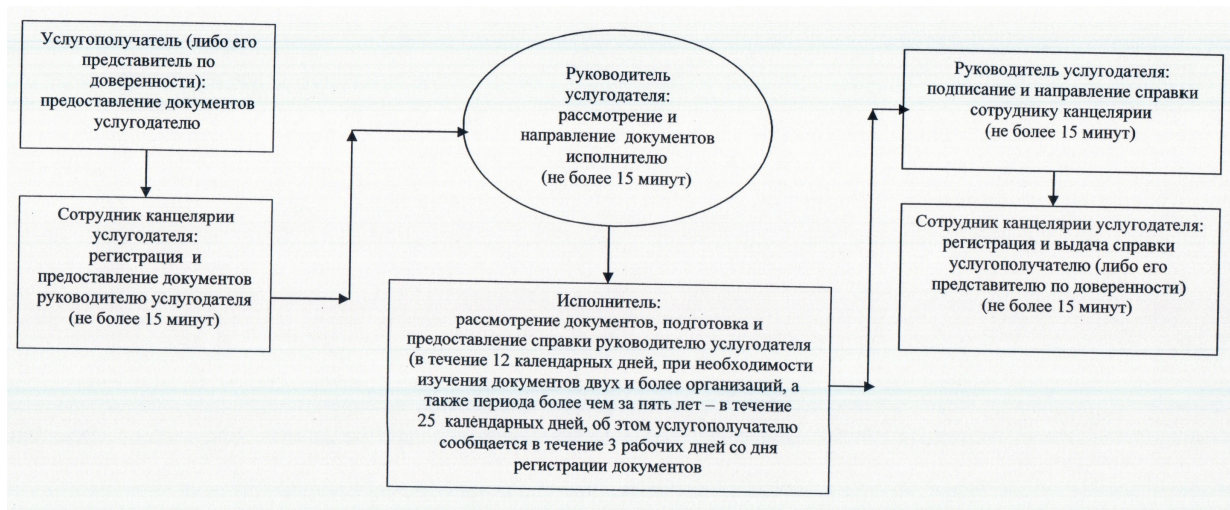 Услугополучатель (либо его
представитель по
доверенности):
предоставление документов
услугодателю
Сотрудник канцелярии
услугодателя:
регистрация и
предоставление документов
руководителю услугодателя
(не более 15 минут)
Руководитель
услугодателя:
рассмотрение и
направление документов
исполнителю
(не более 15 минут)
Исполнитель:
рассмотрение документов, подготовка и
предоставление справки руководителю услугодателя
(в течение 12 календарных дней, при необходимости
изучения документов двух и более организаций, а
также периода более чем за пять лет – в течение
25 календарных дней, об этом услугополучателю
сообщается в течение 3 рабочих дней со дня
регистрации документов
Руководитель услугодателя:
подписание и направление справки
сотруднику канцелярии
(не более 15 минут)
Сотрудник канцелярии услугодателя:
регистрация и выдача справки
услугополучателю (либо его
представителю по доверенности)
(не более 15 минут)